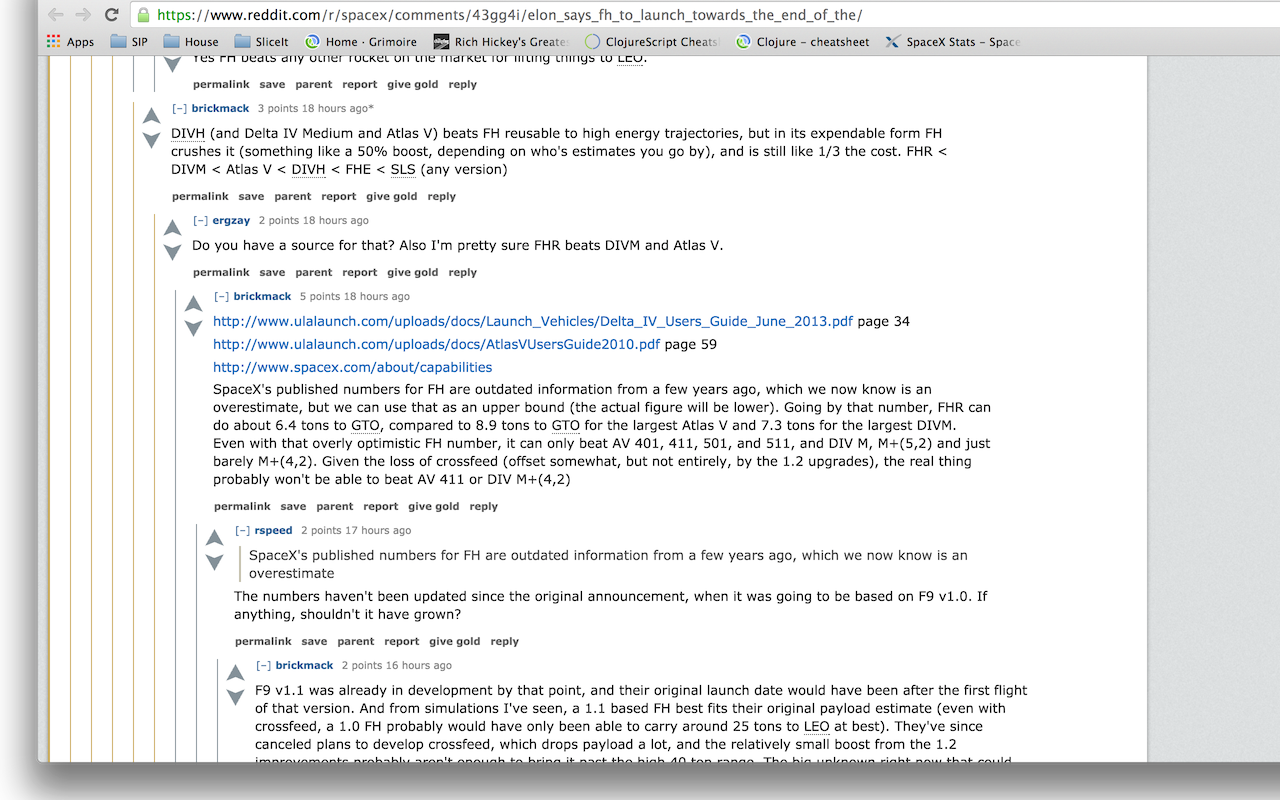 https://www.reddit.com/r/spacex/comments/43gg4i/elon_says_fh_to_launch_towards_the_end_of_the/
Apps SIP House SliceIt Home · Grimoire Rich Hickey's Greate ClojureScript Cheats Clojure – cheatsheet SpaceX Stats – Space
Yes FH beats any other rocket on the market for lifting things to LEO.
permalink save parent report give gold reply
[–] brickmack 3 points 18 hours ago*
DIVH (and Delta IV Medium and Atlas V) beats FH reusable to high energy trajectories, but in its expendable form FH
crushes it (something like a 50% boost, depending on who's estimates you go by), and is still like 1/3 the cost. FHR <
DIVM < Atlas V < DIVH < FHE < SLS (any version)
permalink save parent report give gold reply
[–] ergzay 2 points 18 hours ago
Do you have a source for that? Also I'm pretty sure FHR beats DIVM and Atlas V.
permalink save parent report give gold reply
[–] brickmack 5 points 18 hours ago
http://www.ulalaunch.com/uploads/docs/Launch_Vehicles/Delta_IV_Users_Guide_June_2013.pdf page 34
http://www.ulalaunch.com/uploads/docs/AtlasVUsersGuide2010.pdf page 59
http://www.spacex.com/about/capabilities
SpaceX's published numbers for FH are outdated information from a few years ago, which we now know is an
overestimate, but we can use that as an upper bound (the actual figure will be lower). Going by that number, FHR can
do about 6.4 tons to GTO, compared to 8.9 tons to GTO for the largest Atlas V and 7.3 tons for the largest DIVM.
Even with that overly optimistic FH number, it can only beat AV 401, 411, 501, and 511, and DIV M, M+(5,2) and just
barely M+(4,2). Given the loss of crossfeed (offset somewhat, but not entirely, by the 1.2 upgrades), the real thing
probably won't be able to beat AV 411 or DIV M+(4,2)
permalink save parent report give gold reply
[–] rspeed 2 points 17 hours ago
SpaceX's published numbers for FH are outdated information from a few years ago, which we now know is an
overestimate
The numbers haven't been updated since the original announcement, when it was going to be based on F9 v1.0. If
anything, shouldn't it have grown?
permalink save parent report give gold reply
[–] brickmack 2 points 16 hours ago
F9 v1.1 was already in development by that point, and their original launch date would have been after the first flight
of that version. And from simulations I've seen, a 1.1 based FH best fits their original payload estimate (even with
crossfeed, a 1.0 FH probably would have only been able to carry around 25 tons to LEO at best). They've since
canceled plans to develop crossfeed, which drops payload a lot, and the relatively small boost from the 1.2
improvements probably aren't enough to bring it past the high 40 ton range. The big unknown right now that could